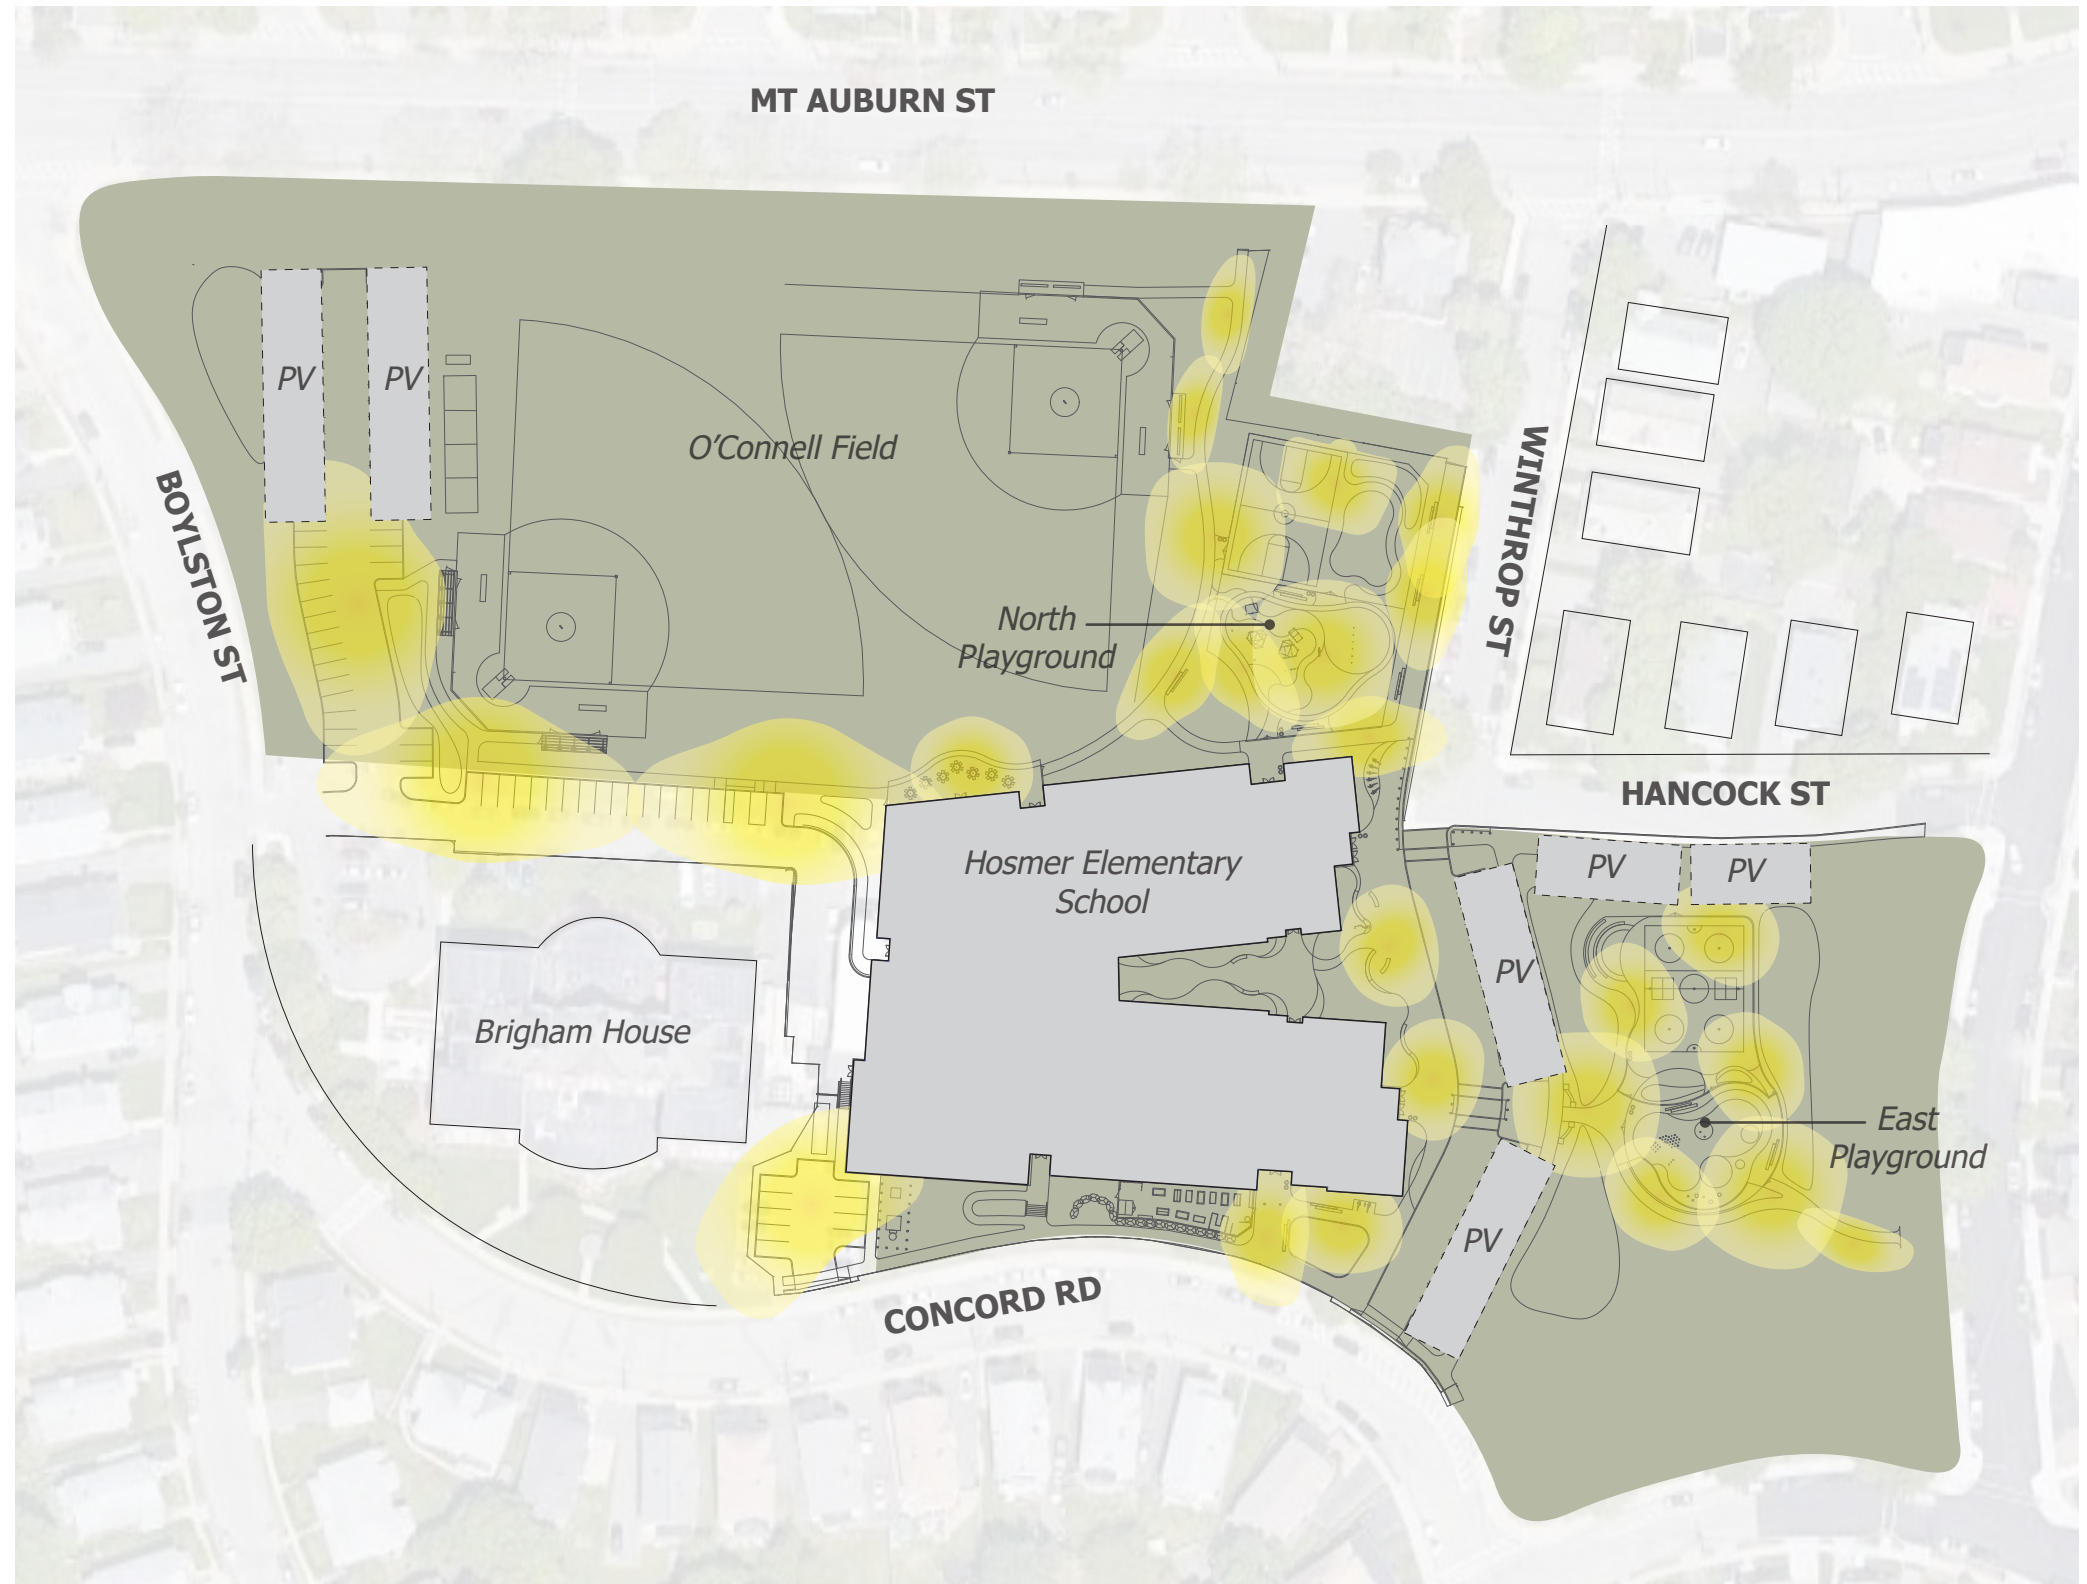 MT AUBURN ST
PV
PV
O'Connell Field
BOYLSTON ST
WINTHROP ST
North
Playground
HANCOCK ST
Hosmer Elementary
School
PV
PV
PV
Brigham House
East
Playground
PV
CONCORD RD